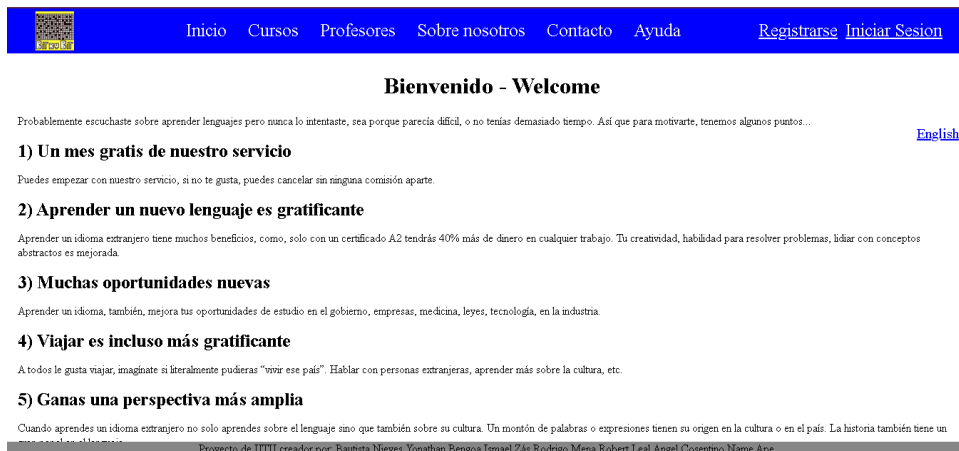 Inicio Cursos Profesores Sobre nosotros Contacto Ayuda Registrarse Iniciar Sesion
Bienvenido - Welcome
Probablemente escuchaste sobre aprender lenguajes pero nunca lo intentaste, sea porque parecía difícil, o no tenías demasiado tiempo. Así que para motivarte, tenemos algunos puntos...
English
1) Un mes gratis de nuestro servicio
Puedes empezar con nuestro servicio, si no te gusta, puedes cancelar sin ninguna comisión aparte.
2) Aprender un nuevo lenguaje es gratificante
Aprender un idioma extranjero tiene muchos beneficios, como, solo con un certificado A2 tendrás 40% más de dinero en cualquier trabajo. Tu creatividad, habilidad para resolver problemas, lidiar con conceptos
abstractos es mejorada.
3) Muchas oportunidades nuevas
Aprender un idioma, también, mejora tus oportunidades de estudio en el gobierno, empresas, medicina, leyes, tecnología, en la industria.
4) Viajar es incluso más gratificante
A todos le gusta viajar, imagínate si literalmente pudieras “vivir ese país”. Hablar con personas extranjeras, aprender más sobre la cultura, etc.
5) Ganas una perspectiva más amplia
Cuando aprendes un idioma extranjero no solo aprendes sobre el lenguaje sino que también sobre su cultura. Un montón de palabras o expresiones tienen su origen en la cultura o en el país. La historia también tiene un
Proyecto de UTU creador por: Bautista Nieves Yonathan Bengoa Ismael Zás Rodrigo Mena Robert Leal Angel Cosentino Name Ape